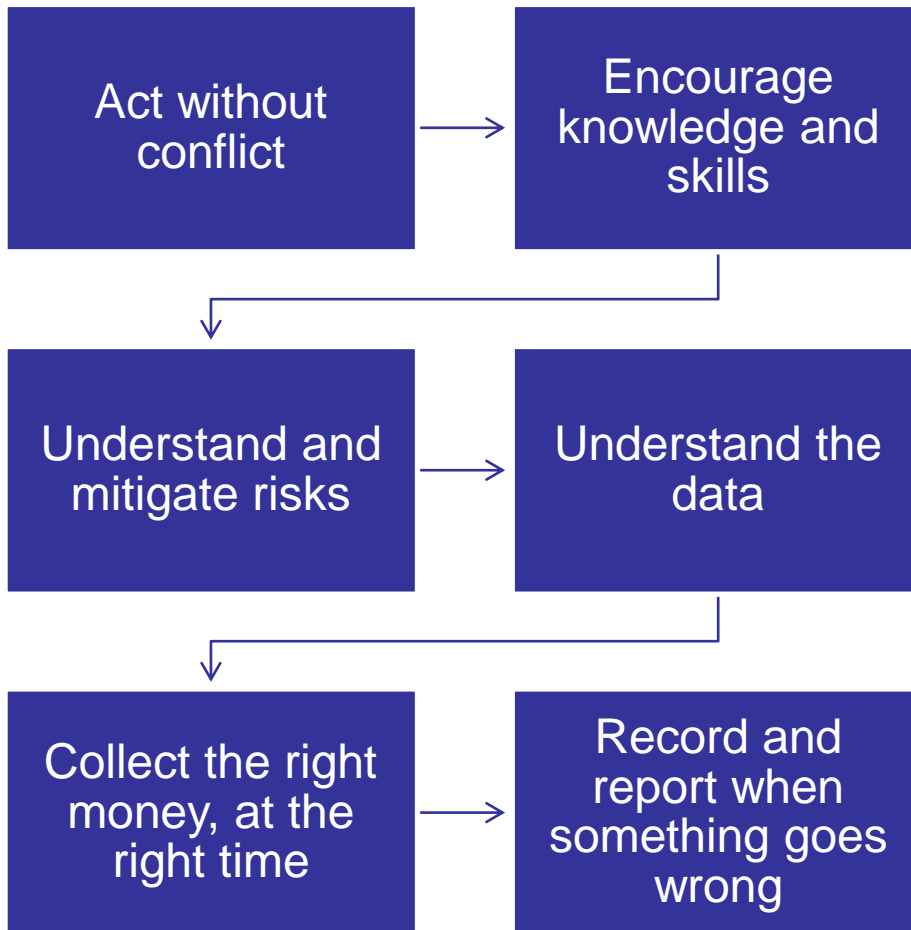 Act without
conflict
Encourage
knowledge and
skills
Understand and
mitigate risks
Understand the
data
Collect the right
money, at the
right time
Record and
report when
something goes
wrong